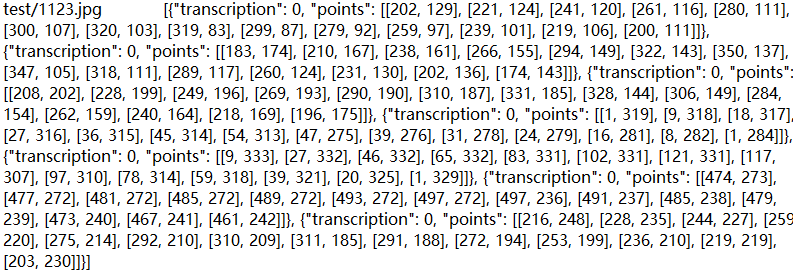 test/1123.jpg [{"transcription": 0, "points": [[202, 129], [221, 124], [241, 120], [261, 116], [280, 111],
[300, 107], [320, 103], [319, 83], [299, 87], [279, 92], [259, 97], [239, 101], [219, 106], [200, 111]]},
{"transcription": 0, "points": [[183, 174], [210, 167], [238, 161], [266, 155], [294, 149], [322, 143], [350, 137],
[347, 105], [318, 111], [289, 117], [260, 124], [231, 130], [202, 136], [174, 143]]}, {"transcription": 0, "points":
[[208, 202], [228, 199], [249, 196], [269, 193], [290, 190], [310, 187], [331, 185], [328, 144], [306, 149], [284,
154], [262, 159], [240, 164], [218, 169], [196, 175]]}, {"transcription": 0, "points": [[1, 319], [9, 318], [18, 317],
[27, 316], [36, 315], [45, 314], [54, 313], [47, 275], [39, 276], [31, 278], [24, 279], [16, 281], [8, 282], [1, 284]]},
{"transcription": 0, "points": [[9, 333], [27, 332], [46, 332], [65, 332], [83, 331], [102, 331], [121, 331], [117,
307], [97, 310], [78, 314], [59, 318], [39, 321], [20, 325], [1, 329]]}, {"transcription": 0, "points": [[474, 273],
[477, 272], [481, 272], [485, 272], [489, 272], [493, 272], [497, 272], [497, 236], [491, 237], [485, 238], [479,
239], [473, 240], [467, 241], [461, 242]]}, {"transcription": 0, "points": [[216, 248], [228, 235], [244, 227], [259
220], [275, 214], [292, 210], [310, 209], [311, 185], [291, 188], [272, 194], [253, 199], [236, 210], [219, 219],
[203, 230]]}]